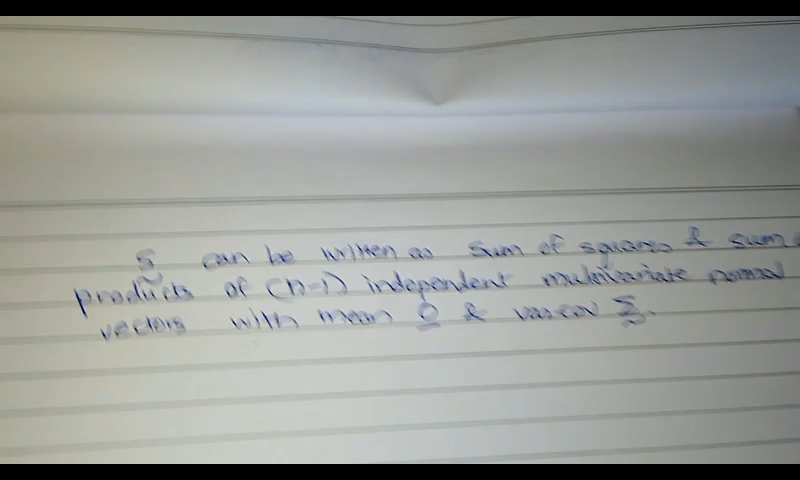 S can be written as sum of squares & sum of
products of (n-1) independent multivariate normal
vectors with mean 0 & varcov Σ.